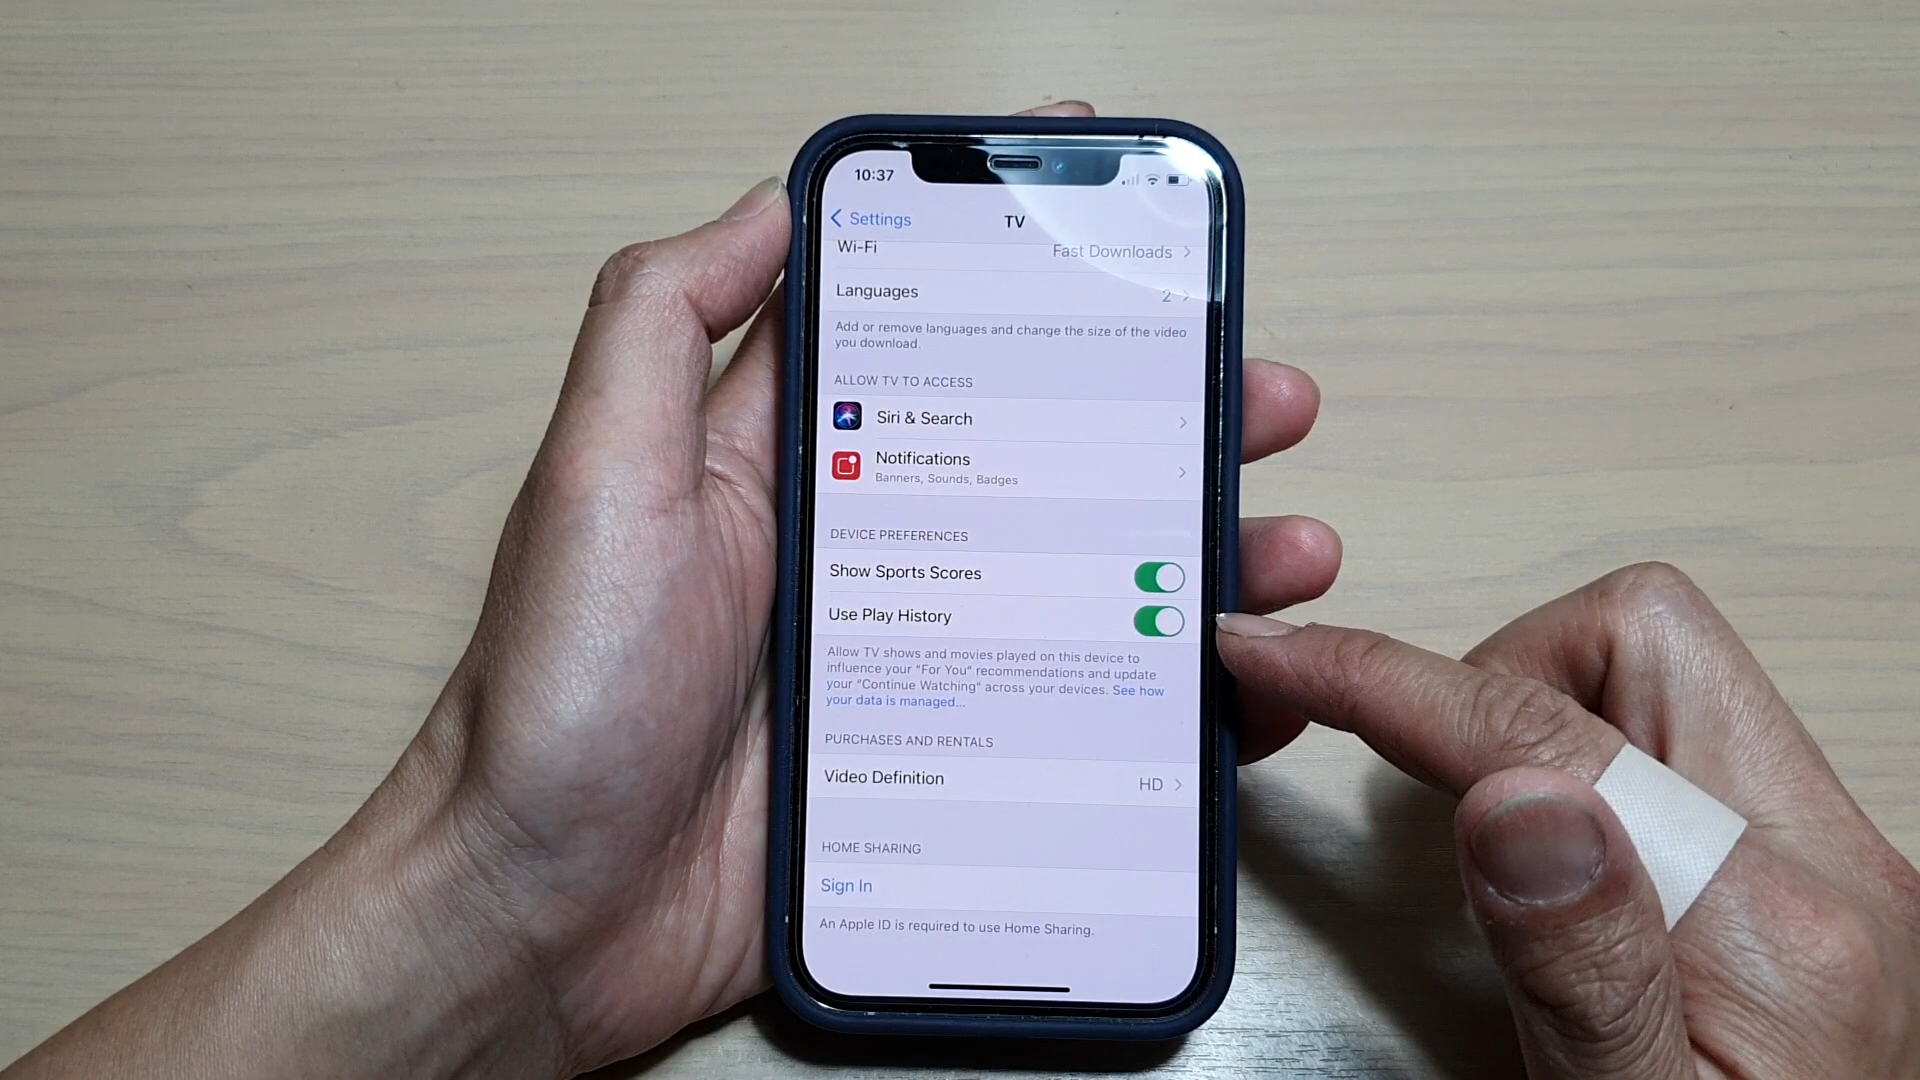 10:37
Settings
TV
Wi-Fi Fast Downloads
Languages 2
Add or remove languages and change the size of the video
you download.
ALLOW TV TO ACCESS
Siri & Search
Notifications
Banners, Sounds, Badges
DEVICE PREFERENCES
Show Sports Scores
Use Play History
Allow TV shows and movies played on this device to
influence your "For You" recommendations and update
your "Continue Watching" across your devices. See how
your data is managed...
PURCHASES AND RENTALS
Video Definition HD
HOME SHARING
Sign In
An Apple ID is required to use Home Sharing.